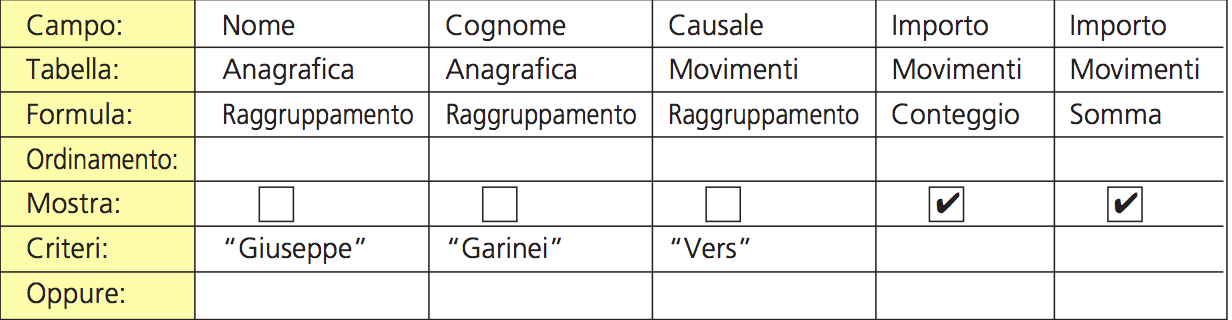 Campo: Nome Cognome Causale Importo Importo
Tabella: Anagrafica Anagrafica Movimenti Movimenti Movimenti
Formula: Raggruppamento Raggruppamento Raggruppamento Conteggio Somma
Ordinamento:
Mostra: ✔ ✔
Criteri: “Giuseppe” “Garinei” “Vers”
Oppure: